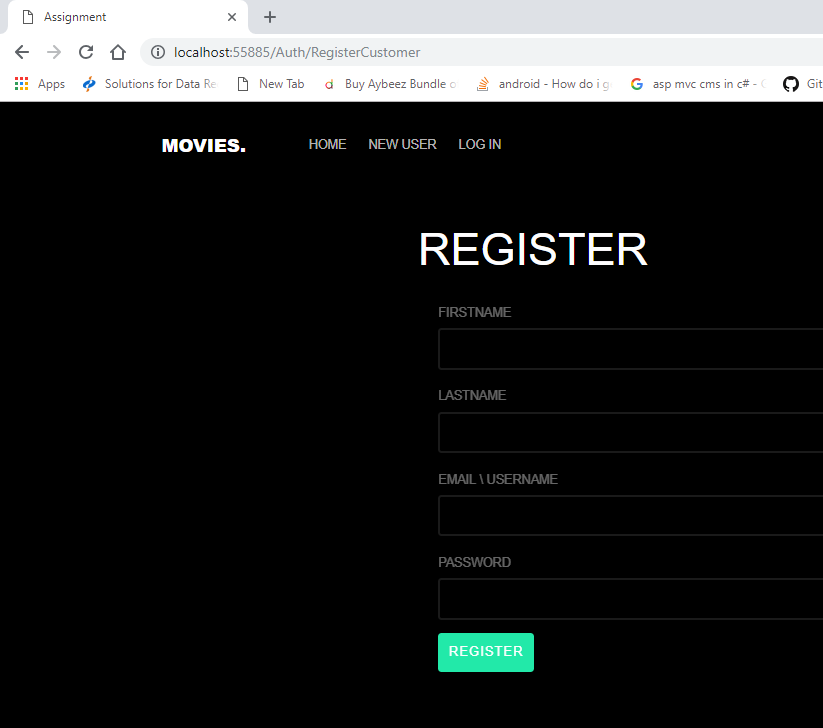 Assignment
localhost:55885/Auth/RegisterCustomer
Apps Solutions for Data Re New Tab Buy Aybeez Bundle o android - How do i g asp mvc cms in c# - Git
MOVIES. HOME NEW USER LOG IN
REGISTER
FIRSTNAME
LASTNAME
EMAIL \ USERNAME
PASSWORD
REGISTER